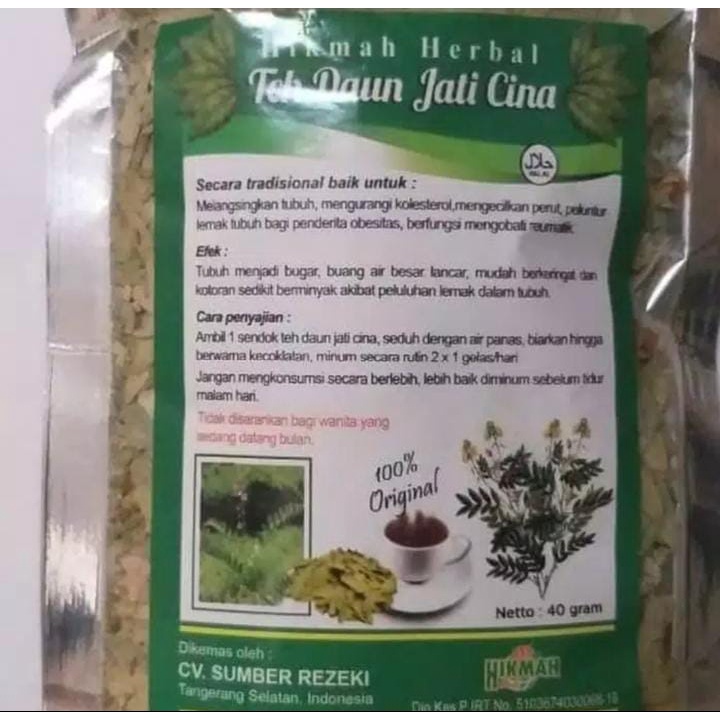 Hikmah Herbal
Teh Daun Jati Cina
حلال
HALAL
Secara tradisional baik untuk :
Melangsingkan tubuh, mengurangi kolesterol,mengecilkan perut, peluntur
lemak tubuh bagi penderita obesitas, berfungsi mengobati reumatik.
Efek :
Tubuh menjadi bugar, buang air besar lancar, mudah berkeringat dan
kotoran sedikit berminyak akibat peluluhan lemak dalam tubuh.
Cara penyajian :
Ambil 1 sendok teh daun jati cina, seduh dengan air panas, biarkan hingga
berwarna kecoklatan, minum secara rutin 2 x 1 gelas/hari
Jangan mengkonsumsi secara berlebih, lebih baik diminum sebelum tidur
malam hari.
Tidak disarankan bagi wanita yang
sedang datang bulan.
100%
Original
Netto : 40 gram
Dikemas oleh :
CV. SUMBER REZEKI
Tangerang Selatan, Indonesia
HIKMAH
P.IRT No.